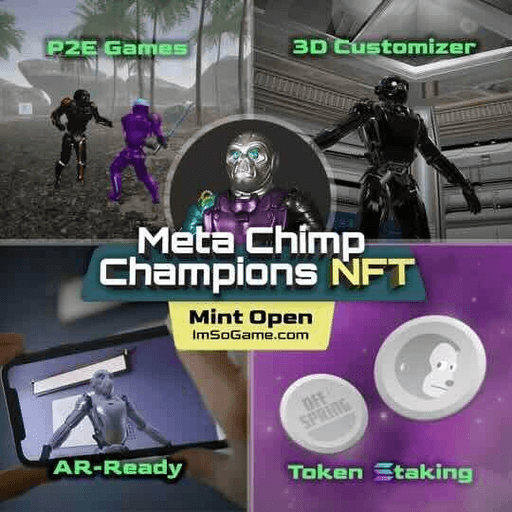 P2E Games
3D Customizer
Meta Chimp
Champions NFT
Mint Open
ImSoGame.com
OFF
SPRING
AR-Ready
Token Staking